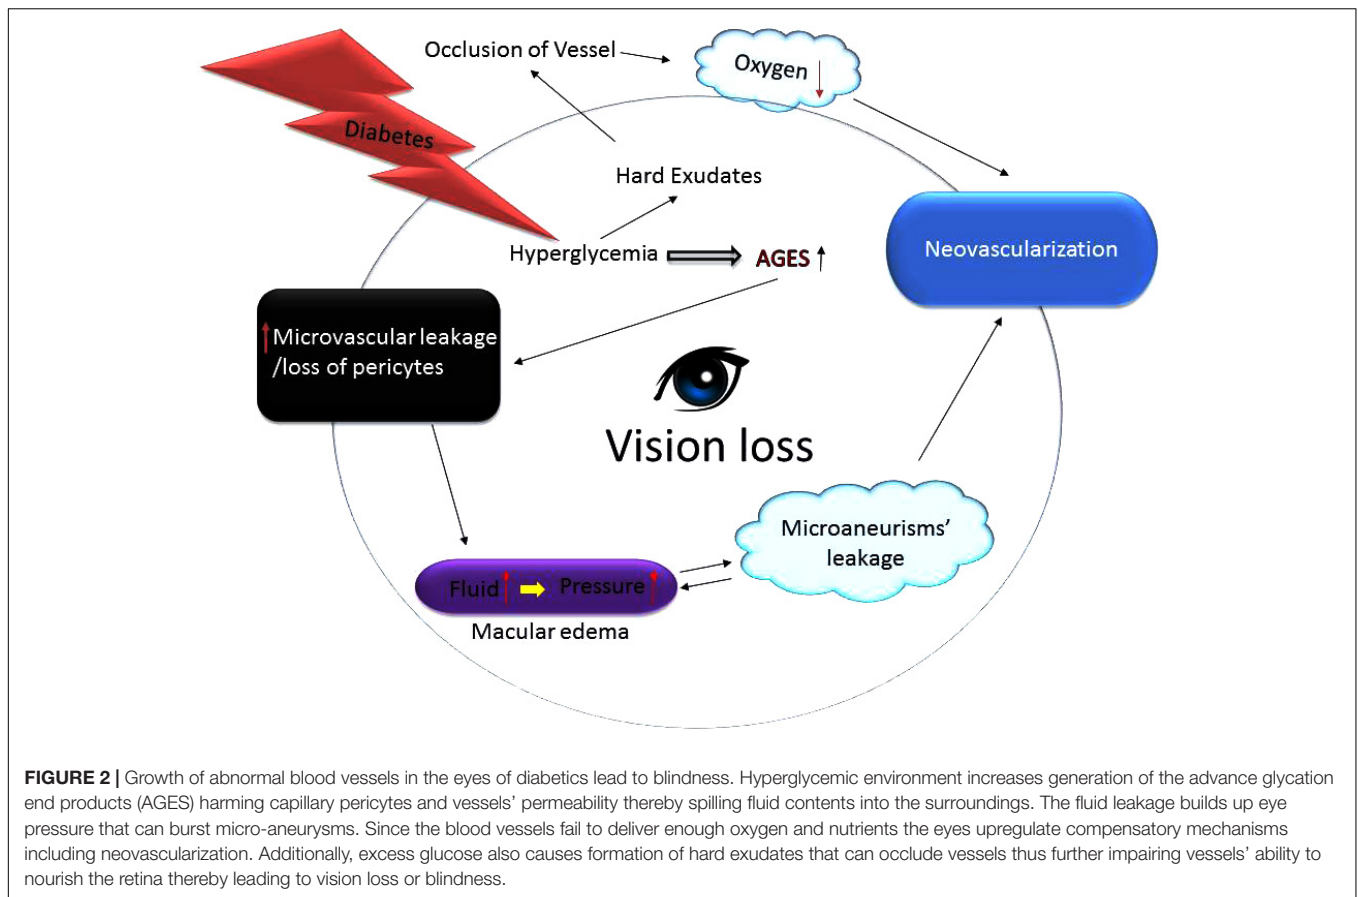 Occlusion of Vessel
Oxygen
Diabetes
Hard Exudates
Hyperglycemia
AGES
Neovascularization
Microvascular leakage
/loss of pericytes
Vision loss
Microaneurisms'
leakage
Fluid
Pressure
Macular edema
FIGURE 2 | Growth of abnormal blood vessels in the eyes of diabetics lead to blindness. Hyperglycemic environment increases generation of the advance glycation
end products (AGES) harming capillary pericytes and vessels' permeability thereby spilling fluid contents into the surroundings. The fluid leakage builds up eye
pressure that can burst micro-aneurysms. Since the blood vessels fail to deliver enough oxygen and nutrients the eyes upregulate compensatory mechanisms
including neovascularization. Additionally, excess glucose also causes formation of hard exudates that can occlude vessels thus further impairing vessels' ability to
nourish the retina thereby leading to vision loss or blindness.